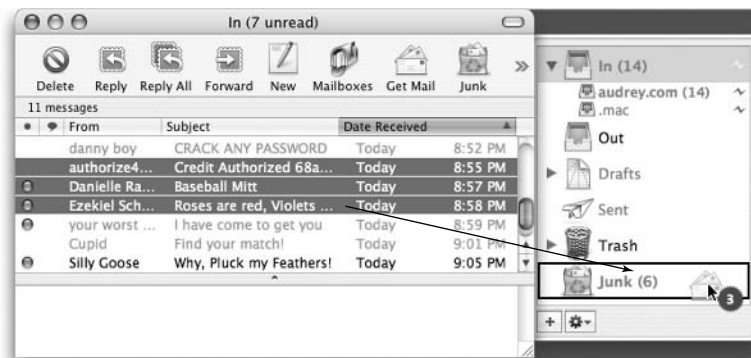 In (7 unread)
Delete Reply Reply All Forward New Mailboxes Get Mail Junk
11 messages
From Subject Date Received
danny boy CRACK ANY PASSWORD Today 8:52 PM
authorize4... Credit Authorized 68a... Today 8:55 PM
Danielle Ra... Baseball Mitt Today 8:57 PM
Ezekiel Sch... Roses are red, Violets ... Today 8:58 PM
your worst ... I have come to get you Today 8:59 PM
Cupid Find your match! Today 9:01 PM
Silly Goose Why, Pluck my Feathers! Today 9:05 PM
In (14)
audrey.com (14)
.mac
Out
Drafts
Sent
Trash
Junk (6)
3